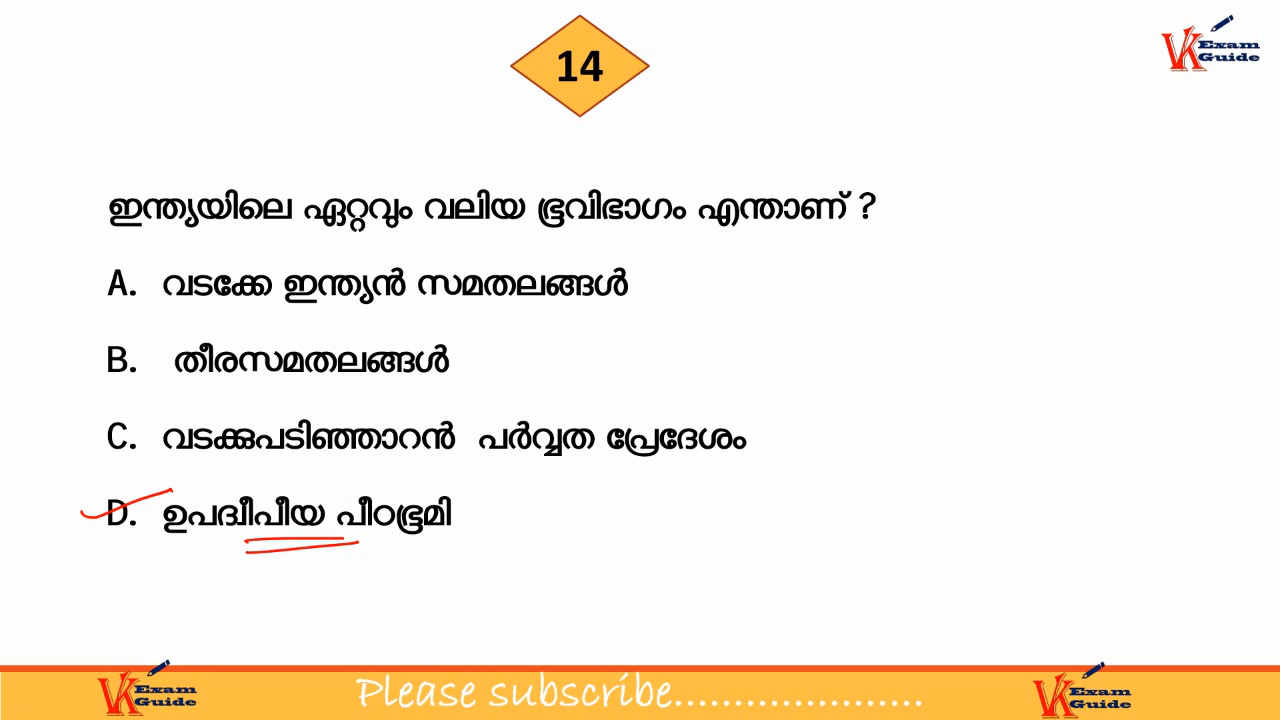 14
VK Exam Guide
ഇന്ത്യയിലെ ഏറ്റവും വലിയ ഭൂവിഭാഗം എന്താണ് ?
A. വടക്കേ ഇന്ത്യൻ സമതലങ്ങൾ
B. തീരസമതലങ്ങൾ
C. വടക്കുപടിഞ്ഞാറൻ പർവ്വത പ്രേദേശം
D. ഉപദ്വീപീയ പീഠഭൂമി
VK Exam Guide
Please subscribe.....................
VK Exam Guide